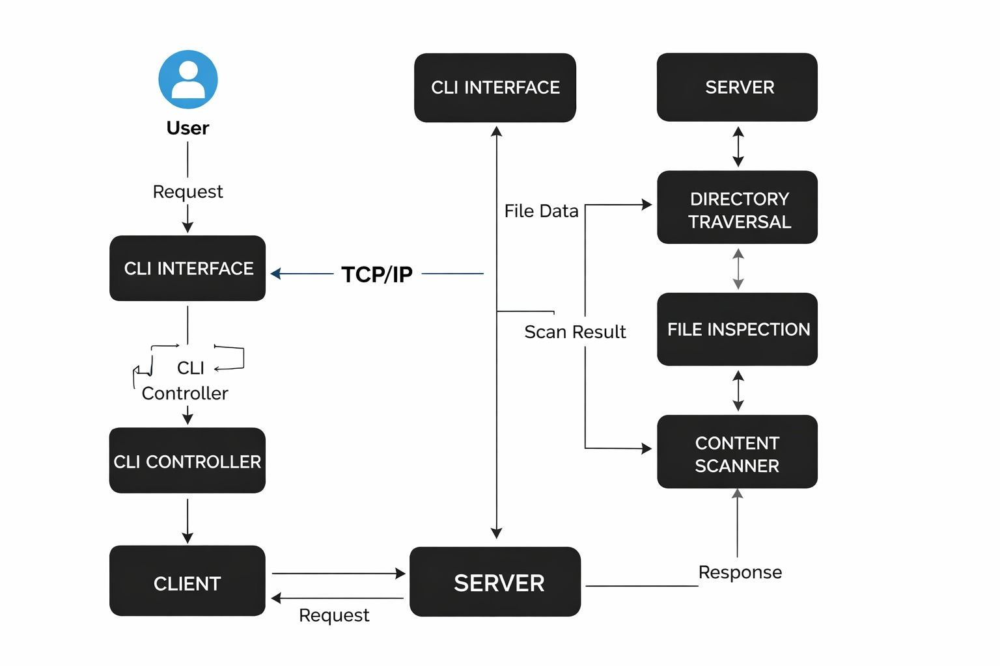 User
Request
CLI INTERFACE
CLI
Controller
CLI CONTROLLER
CLIENT
TCP/IP
Request
CLI INTERFACE
File Data
Scan Result
SERVER
SERVER
DIRECTORY
TRAVERSAL
FILE INSPECTION
CONTENT
SCANNER
Response